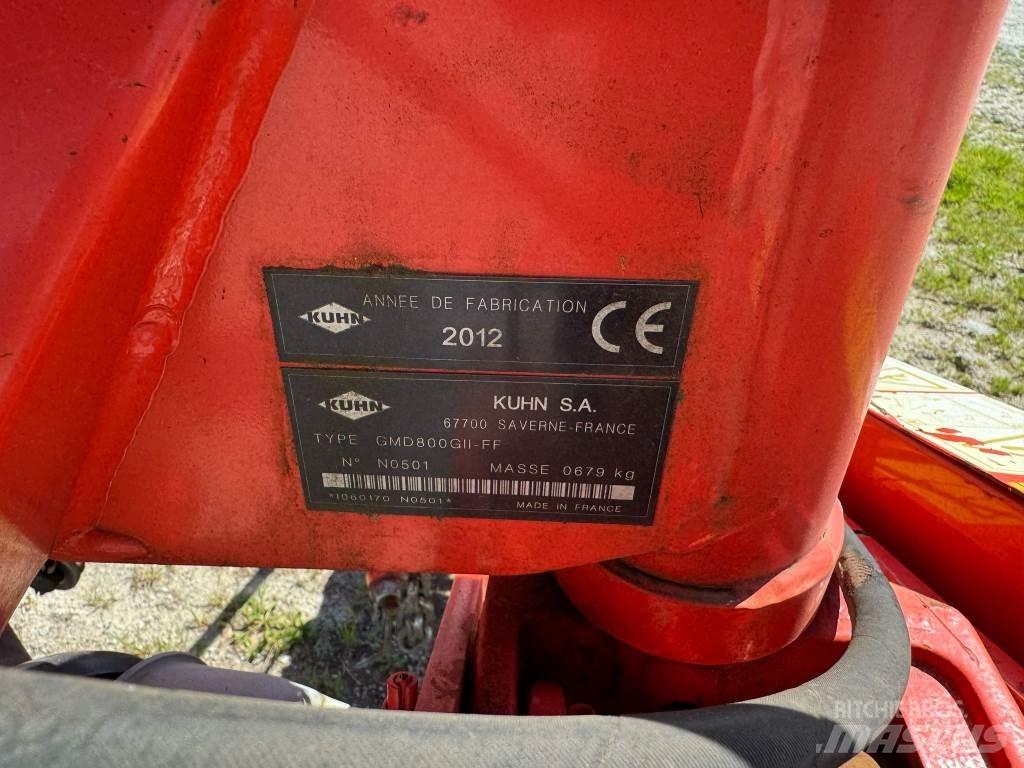 KUHN
ANNEE DE FABRICATION
2012
CE
KUHN
KUHN S.A.
67700 SAVERNE-FRANCE
TYPE GMD800GII-FF
N° N0501 MASSE 0679 kg
*1060170 N0501*
MADE IN FRANCE
RITCHIE BROS.
MASCUS